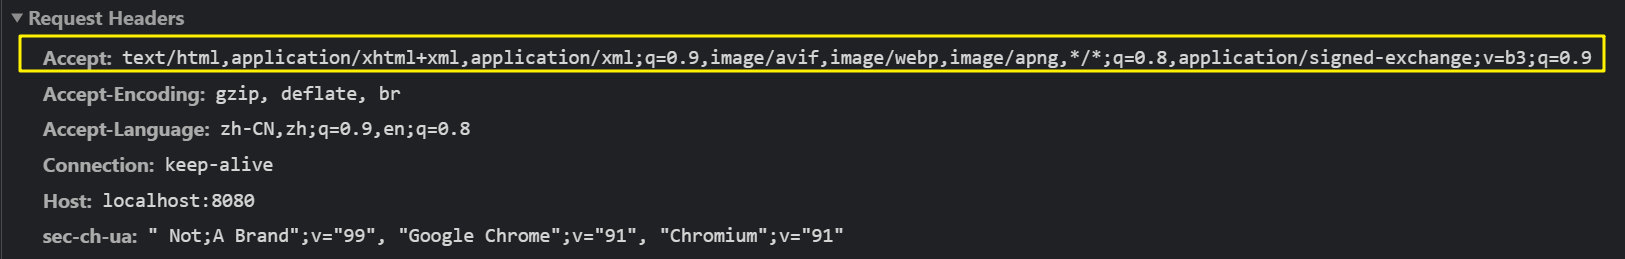 Request Headers
Accept: text/html,application/xhtml+xml,application/xml;q=0.9,image/avif,image/webp,image/apng,*/*;q=0.8,application/signed-exchange;v=b3;q=0.9
Accept-Encoding: gzip, deflate, br
Accept-Language: zh-CN,zh;q=0.9,en;q=0.8
Connection: keep-alive
Host: localhost:8080
sec-ch-ua: " Not;A Brand";v="99", "Google Chrome";v="91", "Chromium";v="91"